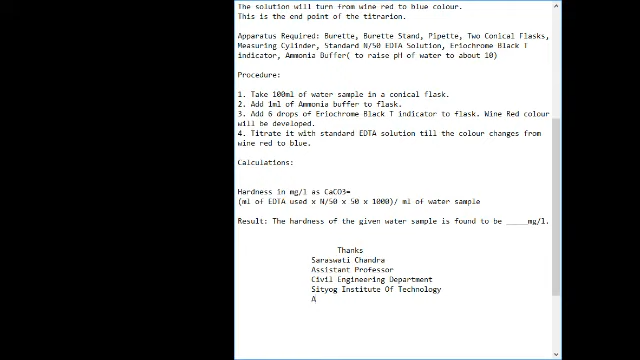 The solution will turn from wine red to blue colour.
This is the end point of the titrarion.
Apparatus Required: Burette, Burette Stand, Pipette, Two Conical Flasks,
Measuring Cylinder, Standard N/50 EDTA Solution, Eriochrome Black T
indicator, Ammonia Buffer( to raise pH of water to about 10)
Procedure:
1. Take 100ml of water sample in a conical flask.
2. Add 1ml of Ammonia buffer to flask.
3. Add 6 drops of Eriochrome Black T indicator to flask. Wine Red colour
will be developed.
4. Titrate it with standard EDTA solution till the colour changes from
wine red to blue.
Calculations:
Hardness in mg/l as CaCO3=
(ml of EDTA used x N/50 x 50 x 1000)/ ml of water sample
Result: The hardness of the given water sample is found to be _____mg/l.
Thanks
Saraswati Chandra
Assistant Professor
Civil Engineering Department
Sityog Institute Of Technology
A